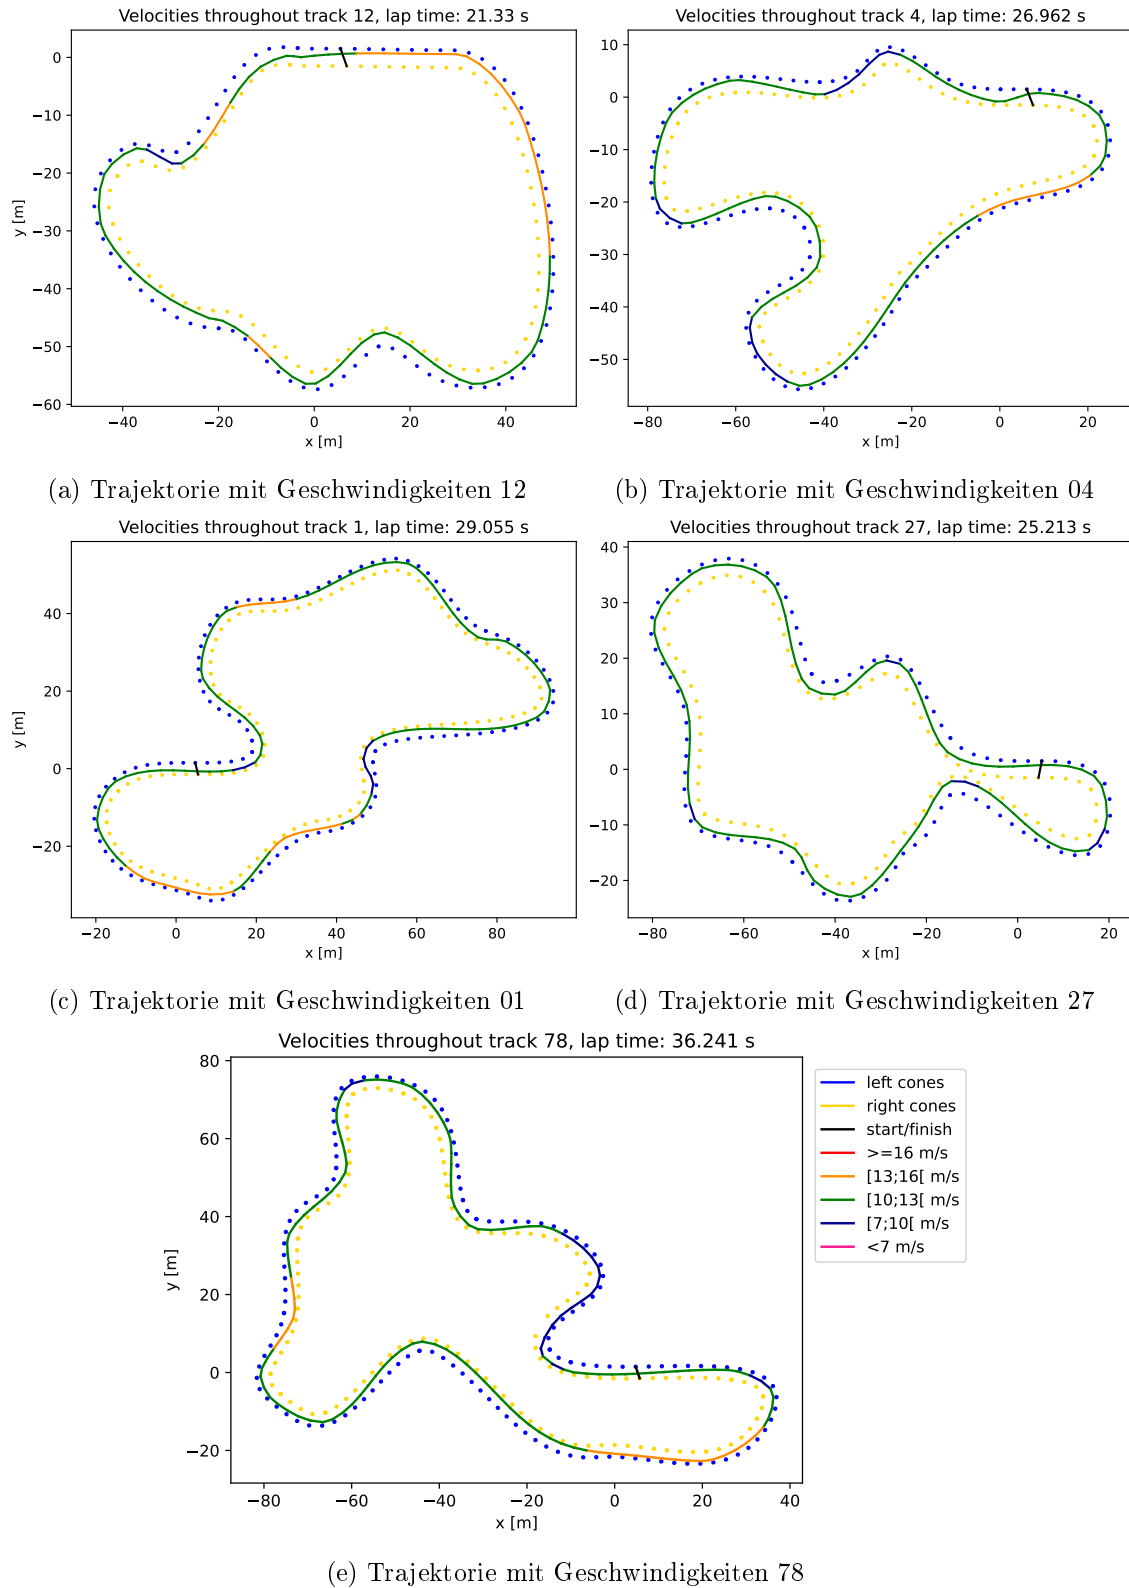 Velocities throughout track 12, lap time: 21.33 s
0
−10
−20
−30
−40
−50
−60
y [m]
−40 −20 0 20 40
x [m]
(a) Trajektorie mit Geschwindigkeiten 12
Velocities throughout track 4, lap time: 26.962 s
10
0
−10
−20
−30
−40
−50
−80 −60 −40 −20 0 20
x [m]
(b) Trajektorie mit Geschwindigkeiten 04
Velocities throughout track 1, lap time: 29.055 s
40
20
0
−20
y [m]
−20 0 20 40 60 80
x [m]
(c) Trajektorie mit Geschwindigkeiten 01
Velocities throughout track 27, lap time: 25.213 s
40
30
20
10
0
−10
−20
y [m]
−80 −60 −40 −20 0 20
x [m]
(d) Trajektorie mit Geschwindigkeiten 27
Velocities throughout track 78, lap time: 36.241 s
80
60
40
20
0
−20
y [m]
−80 −60 −40 −20 0 20 40
x [m]
left cones
right cones
start/finish
>=16 m/s
[13;16[ m/s
[10;13[ m/s
[7;10[ m/s
<7 m/s
(e) Trajektorie mit Geschwindigkeiten 78